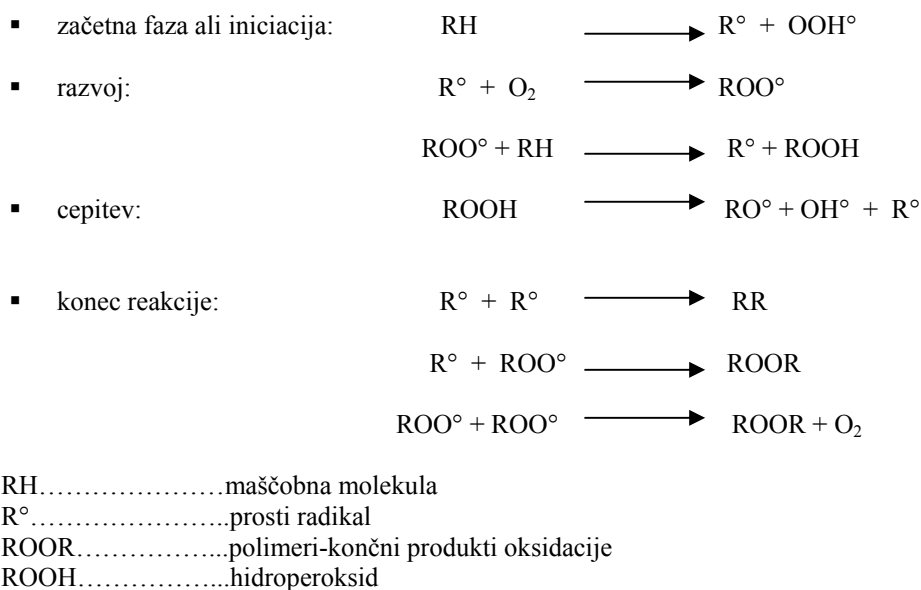 ▪ začetna faza ali iniciacija: RH ⟶ R° + OOH°
▪ razvoj: R° + O₂ ⟶ ROO°
ROO° + RH ⟶ R° + ROOH
▪ cepitev: ROOH ⟶ RO° + OH° + R°
▪ konec reakcije: R° + R° ⟶ RR
R° + ROO° ⟶ ROOR
ROO° + ROO° ⟶ ROOR + O₂
RH…………………maščobna molekula
R°…………………..prosti radikal
ROOR……………...polimeri-končni produkti oksidacije
ROOH……………...hidroperoksid